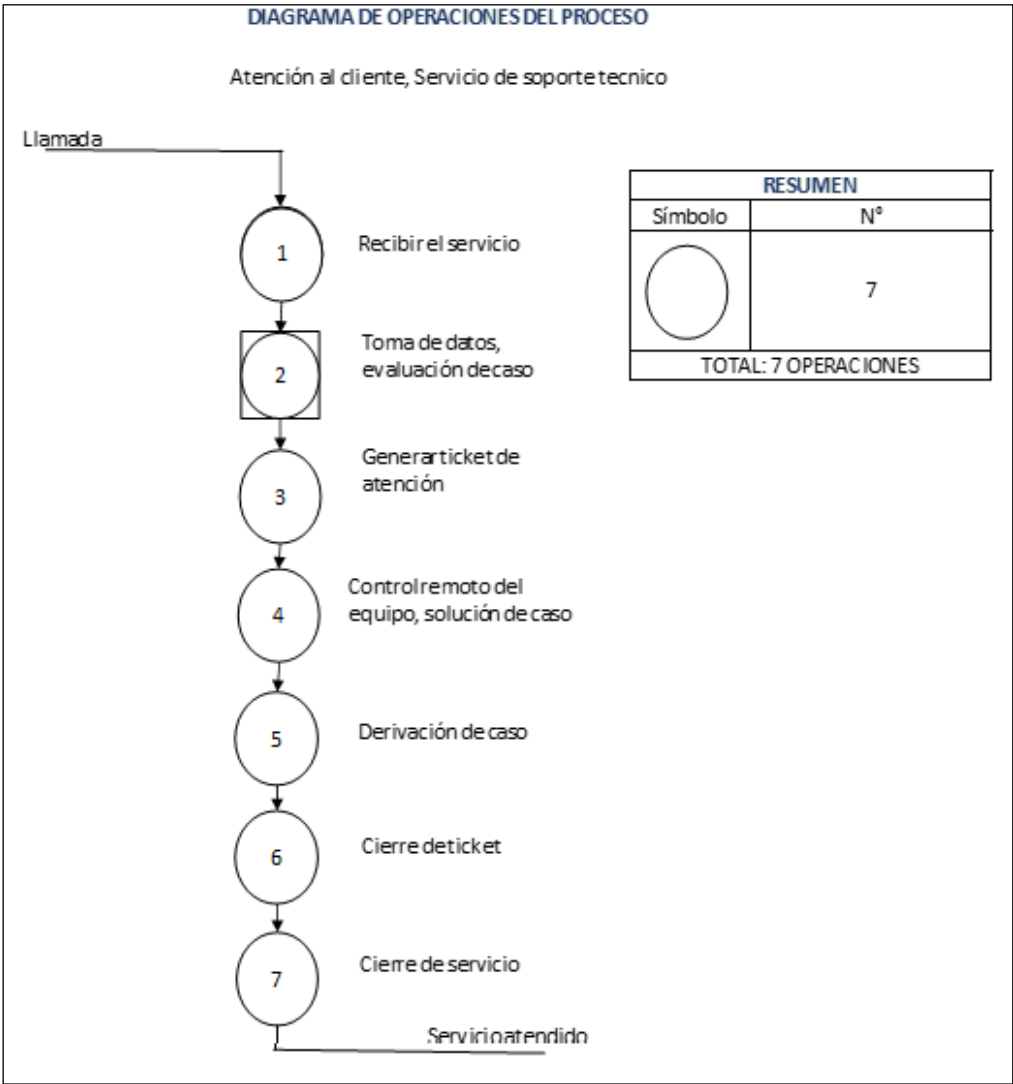 DIAGRAMA DE OPERACIONES DEL PROCESO
Atención al cliente, Servicio de soporte tecnico
Llamada
1
Recibir el servicio
2
Toma de datos,
evaluación de caso
3
Generar ticket de
atención
4
Control remoto del
equipo, solución de caso
5
Derivación de caso
6
Cierre de ticket
7
Cierre de servicio
Servicio atendido
RESUMEN
Símbolo N°
7
TOTAL: 7 OPERACIONES